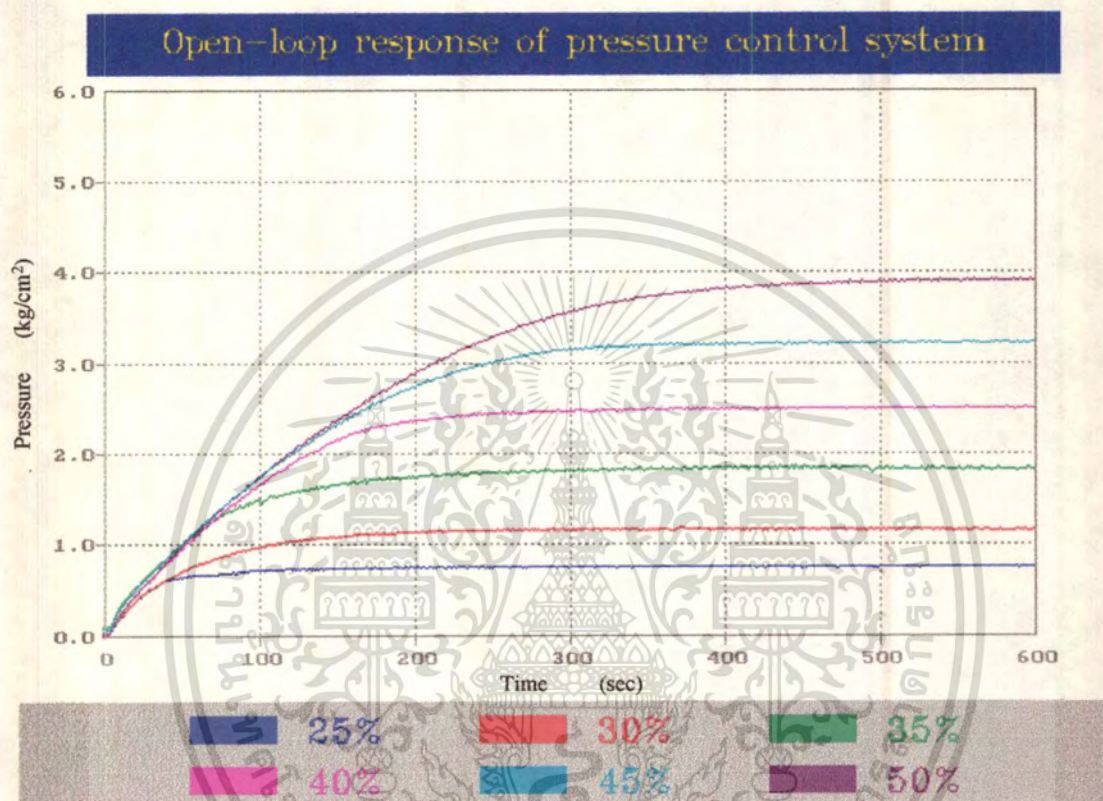 Open-loop response of pressure control system
6.0
5.0
4.0
3.0
2.0
1.0
0.0
Pressure (kg/cm²)
0 100 200 300 400 500 600
Time (sec)
25% 30% 35%
40% 45% 50%